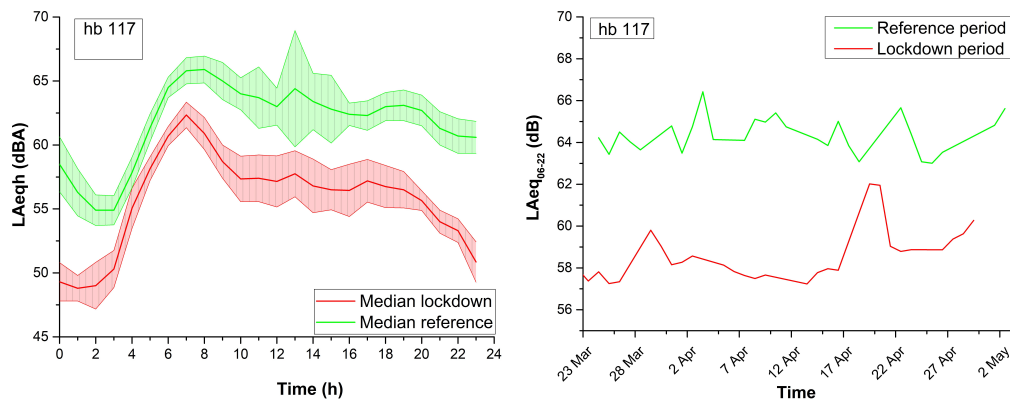 hb 117
LAeqh (dBA)
70
65
60
55
50
45
0 2 4 6 8 10 12 14 16 18 20 22 24
Time (h)
Median lockdown
Median reference
hb 117
Reference period
Lockdown period
LAeq06-22 (dB)
70
68
66
64
62
60
58
56
23 Mar 28 Mar 2 Apr 7 Apr 12 Apr 17 Apr 22 Apr 27 Apr 2 May
Time